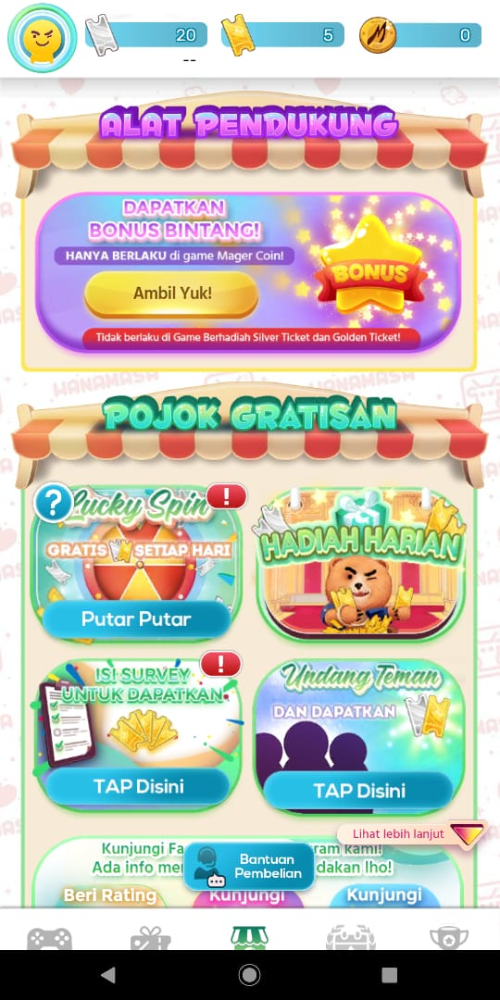 20
5
0
--
ALAT PENDUKUNG
DAPATKAN
BONUS BINTANG!
HANYA BERLAKU di game Mager Coin!
Ambil Yuk!
BONUS
Tidak berlaku di Game Berhadiah Silver Ticket dan Golden Ticket!
HANAMASA
POJOK GRATISAN
?
Lucky Spin
!
GRATIS SETIAP HARI
Putar Putar
HADIAH HARIAN
ISI SURVEY
!
UNTUK DAPATKAN
TAP Disini
Undang Teman
DAN DAPATKAN
TAP Disini
Lihat lebih lanjut
Kunjungi Fa ram kami!
Ada info me dakan lho!
Bantuan
Pembelian
Beri Rating
Kunjungi
Kunjungi